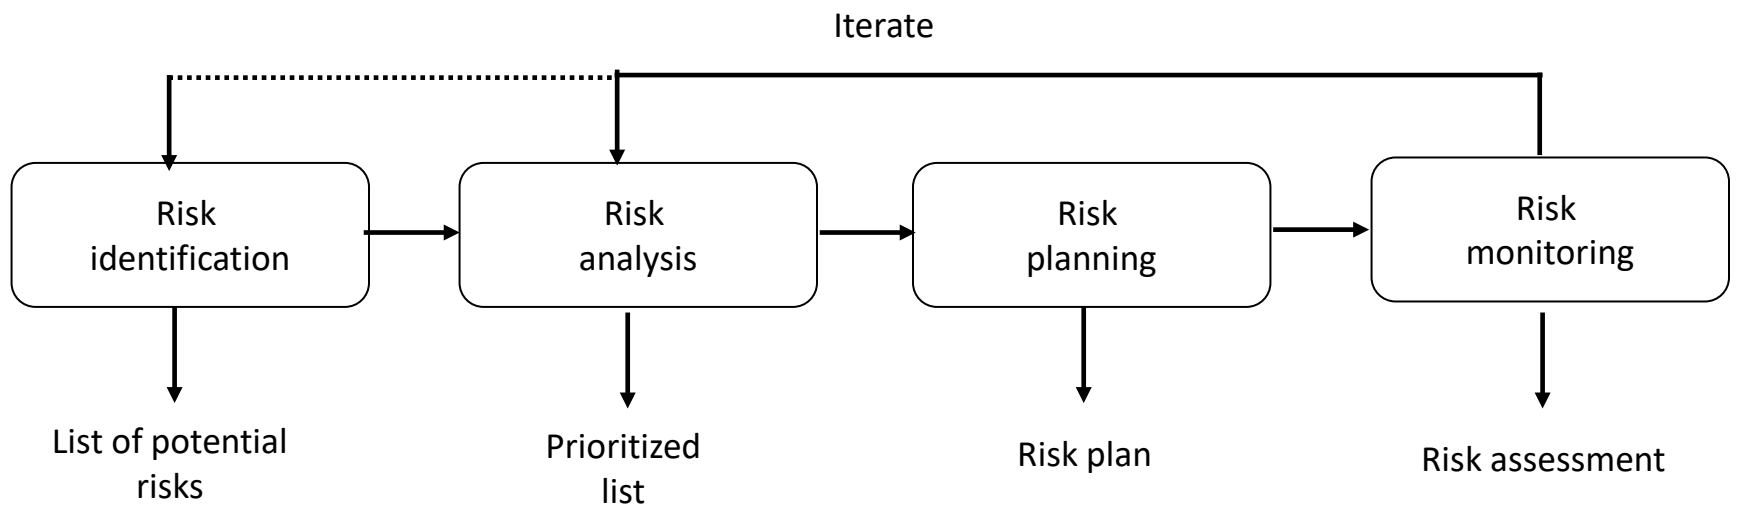 Iterate
Risk
identification
Risk
analysis
Risk
planning
Risk
monitoring
List of potential
risks
Prioritized
list
Risk plan
Risk assessment